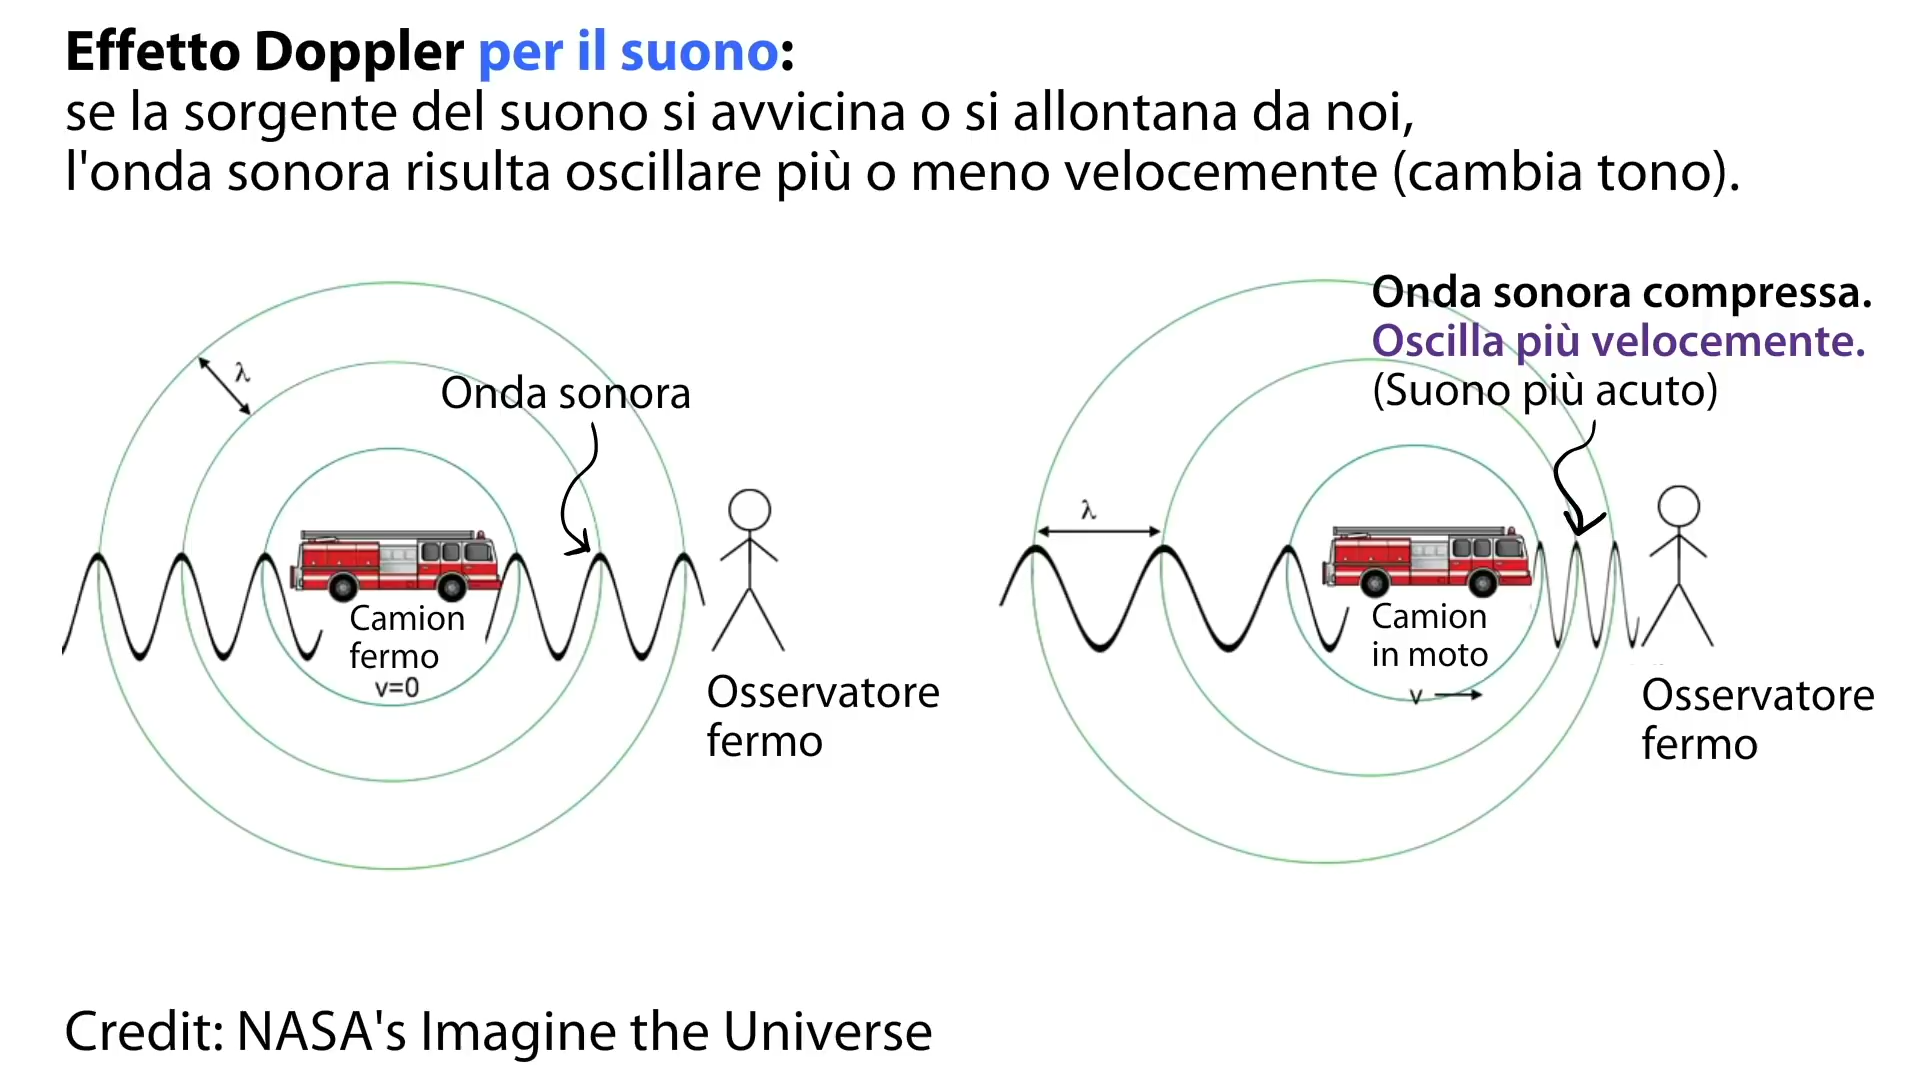 Effetto Doppler per il suono:
se la sorgente del suono si avvicina o si allontana da noi,
l'onda sonora risulta oscillare più o meno velocemente (cambia tono).
λ
Onda sonora
Camion
fermo
v=0
Osservatore
fermo
Onda sonora compressa.
Oscilla più velocemente.
(Suono più acuto)
λ
Camion
in moto
v
Osservatore
fermo
Credit: NASA's Imagine the Universe